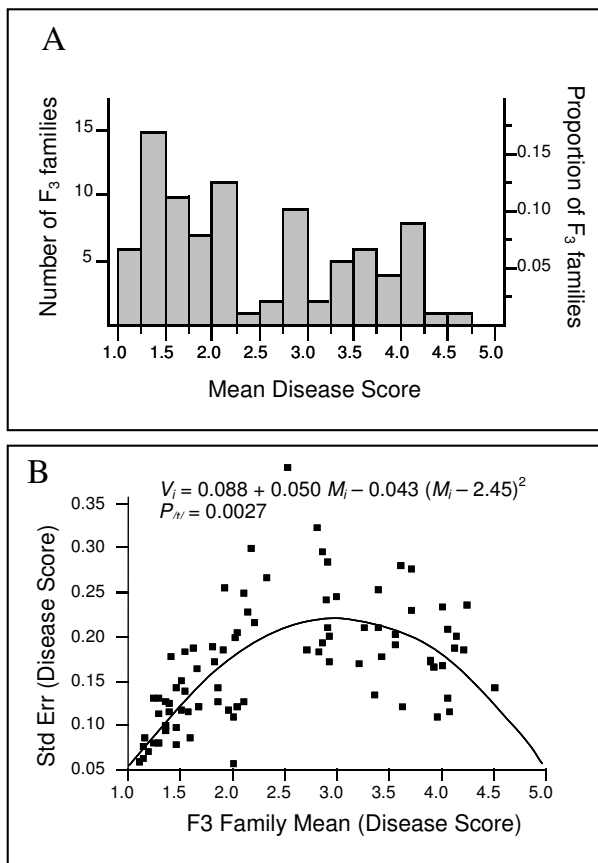 A
Number of F3 families
15
10
5
Proportion of F3 families
0.15
0.10
0.05
1.0 1.5 2.0 2.5 3.0 3.5 4.0 4.5 5.0
Mean Disease Score
B
Vi = 0.088 + 0.050 Mi – 0.043 (Mi – 2.45)2
P/t/ = 0.0027
Std Err (Disease Score)
0.35
0.30
0.25
0.20
0.15
0.10
0.05
1.0 1.5 2.0 2.5 3.0 3.5 4.0 4.5 5.0
F3 Family Mean (Disease Score)